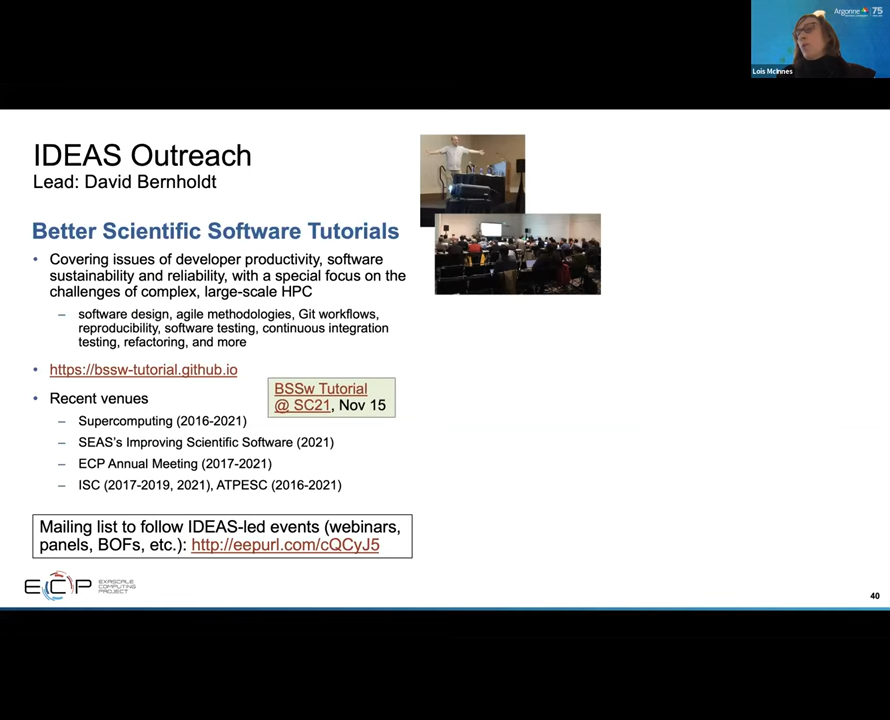 Argonne 75
Lois McInnes
IDEAS Outreach
Lead: David Bernholdt
Better Scientific Software Tutorials
• Covering issues of developer productivity, software
sustainability and reliability, with a special focus on the
challenges of complex, large-scale HPC
– software design, agile methodologies, Git workflows,
reproducibility, software testing, continuous integration
testing, refactoring, and more
• https://bssw-tutorial.github.io
BSSw Tutorial
@ SC21, Nov 15
• Recent venues
– Supercomputing (2016-2021)
– SEAS's Improving Scientific Software (2021)
– ECP Annual Meeting (2017-2021)
– ISC (2017-2019, 2021), ATPESC (2016-2021)
Mailing list to follow IDEAS-led events (webinars,
panels, BOFs, etc.): http://eepurl.com/cQCyJ5
ECP EXASCALE
COMPUTING
PROJECT
40